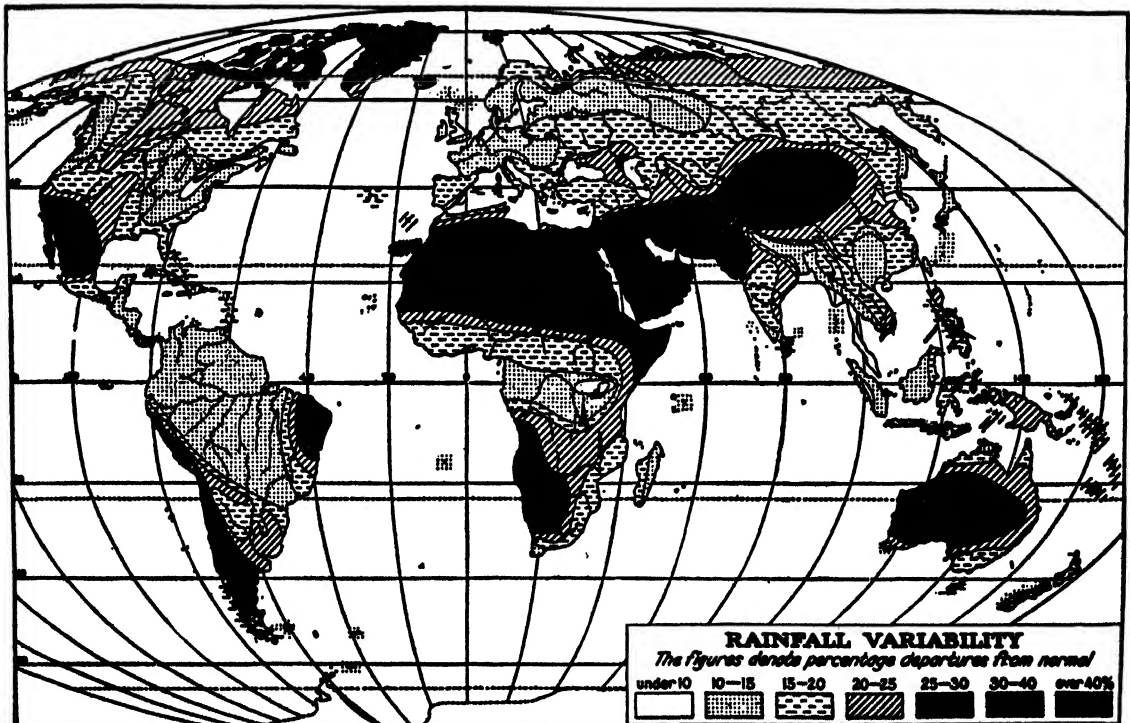 RAINFALL VARIABILITY
The figures denote percentage departures from normal
under 10 10—15 15—20 20—25 25—30 30—40 over 40%